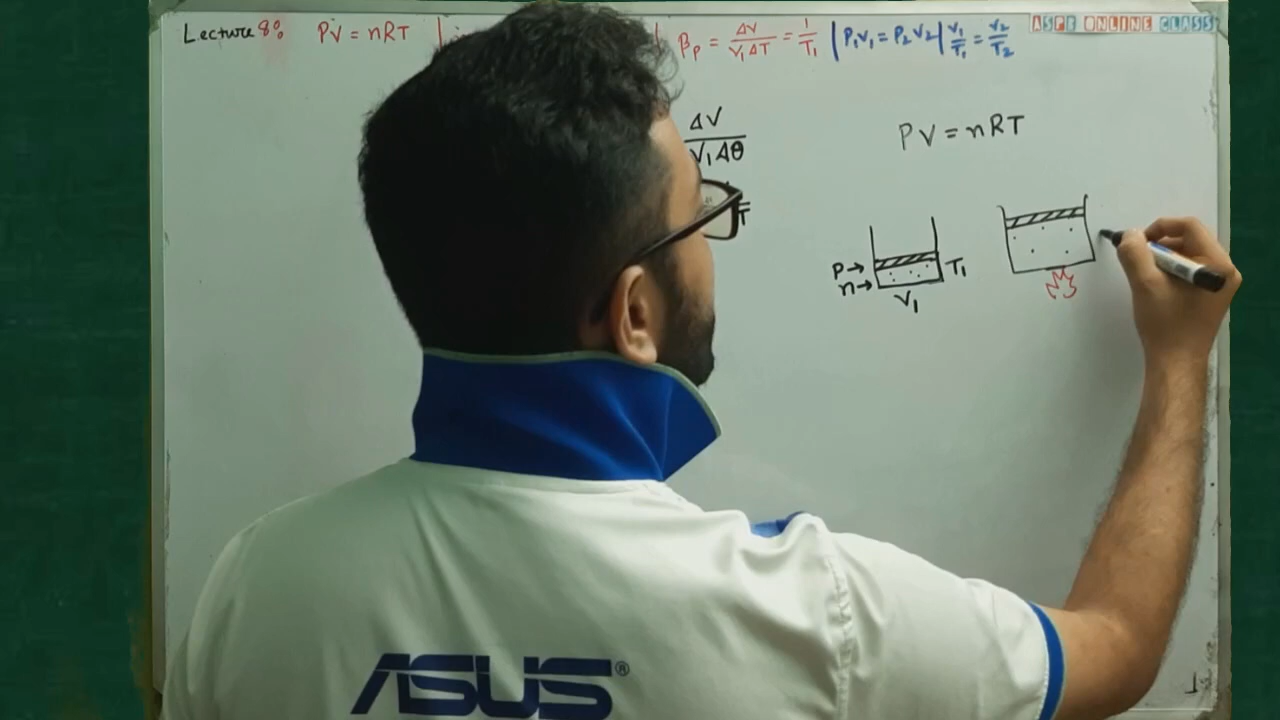 Lecture 8: PV = nRT | βp = ΔV/V₁ΔT = 1/T₁ | P₁V₁ = P₂V₂ | V₁/T₁ = V₂/T₂
ASPE ONLINE CLASS
ΔV/V₁Δθ
PV = nRT
P→
n→
T₁
V₁
ASUS®
1